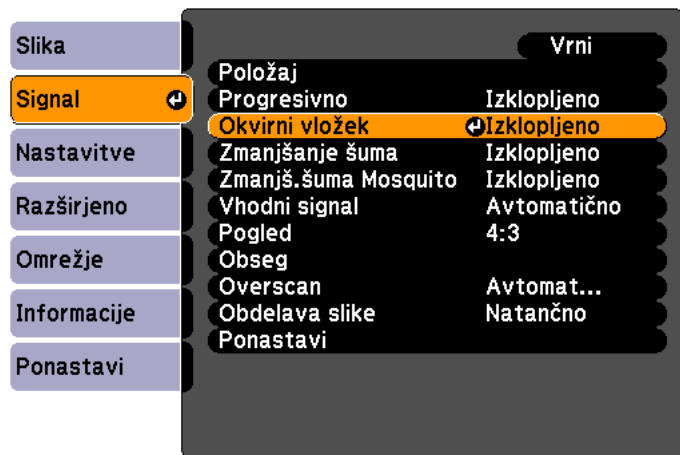 Slika
Signal
Nastavitve
Razširjeno
Omrežje
Informacije
Ponastavi
Vrni
Položaj
Progresivno Izklopljeno
Okvirni vložek Izklopljeno
Zmanjšanje šuma Izklopljeno
Zmanjš.šuma Mosquito Izklopljeno
Vhodni signal Avtomatično
Pogled 4:3
Obseg
Overscan Avtomat...
Obdelava slike Natančno
Ponastavi